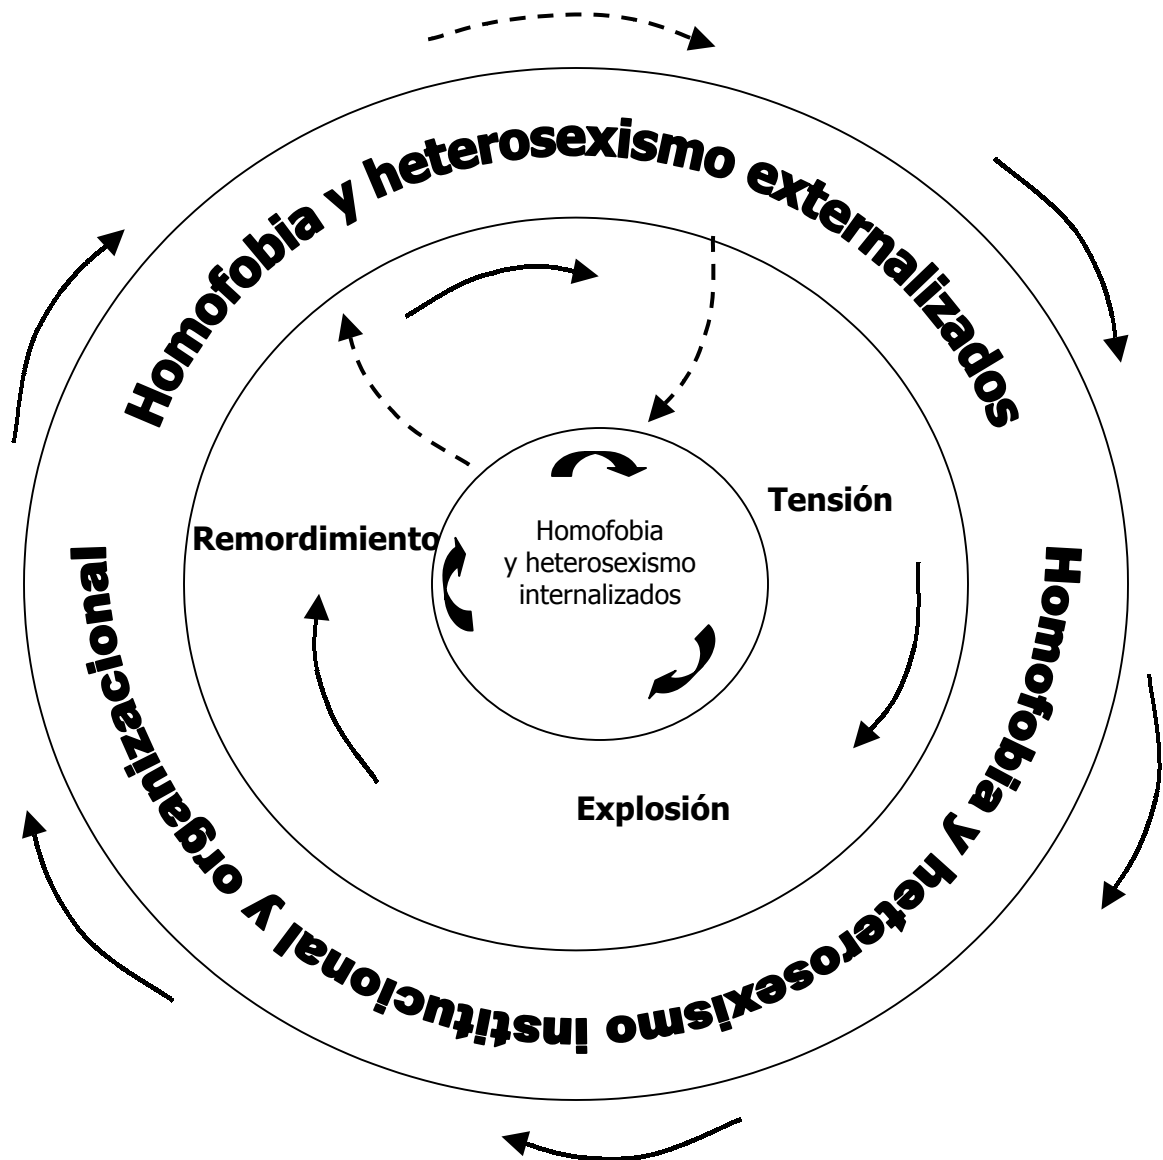 Homofobia y heterosexismo externalizados
Tensión
Remordimiento
Homofobia
y heterosexismo
internalizados
Explosión
Homofobia y heterosexismo institucional y organizacional